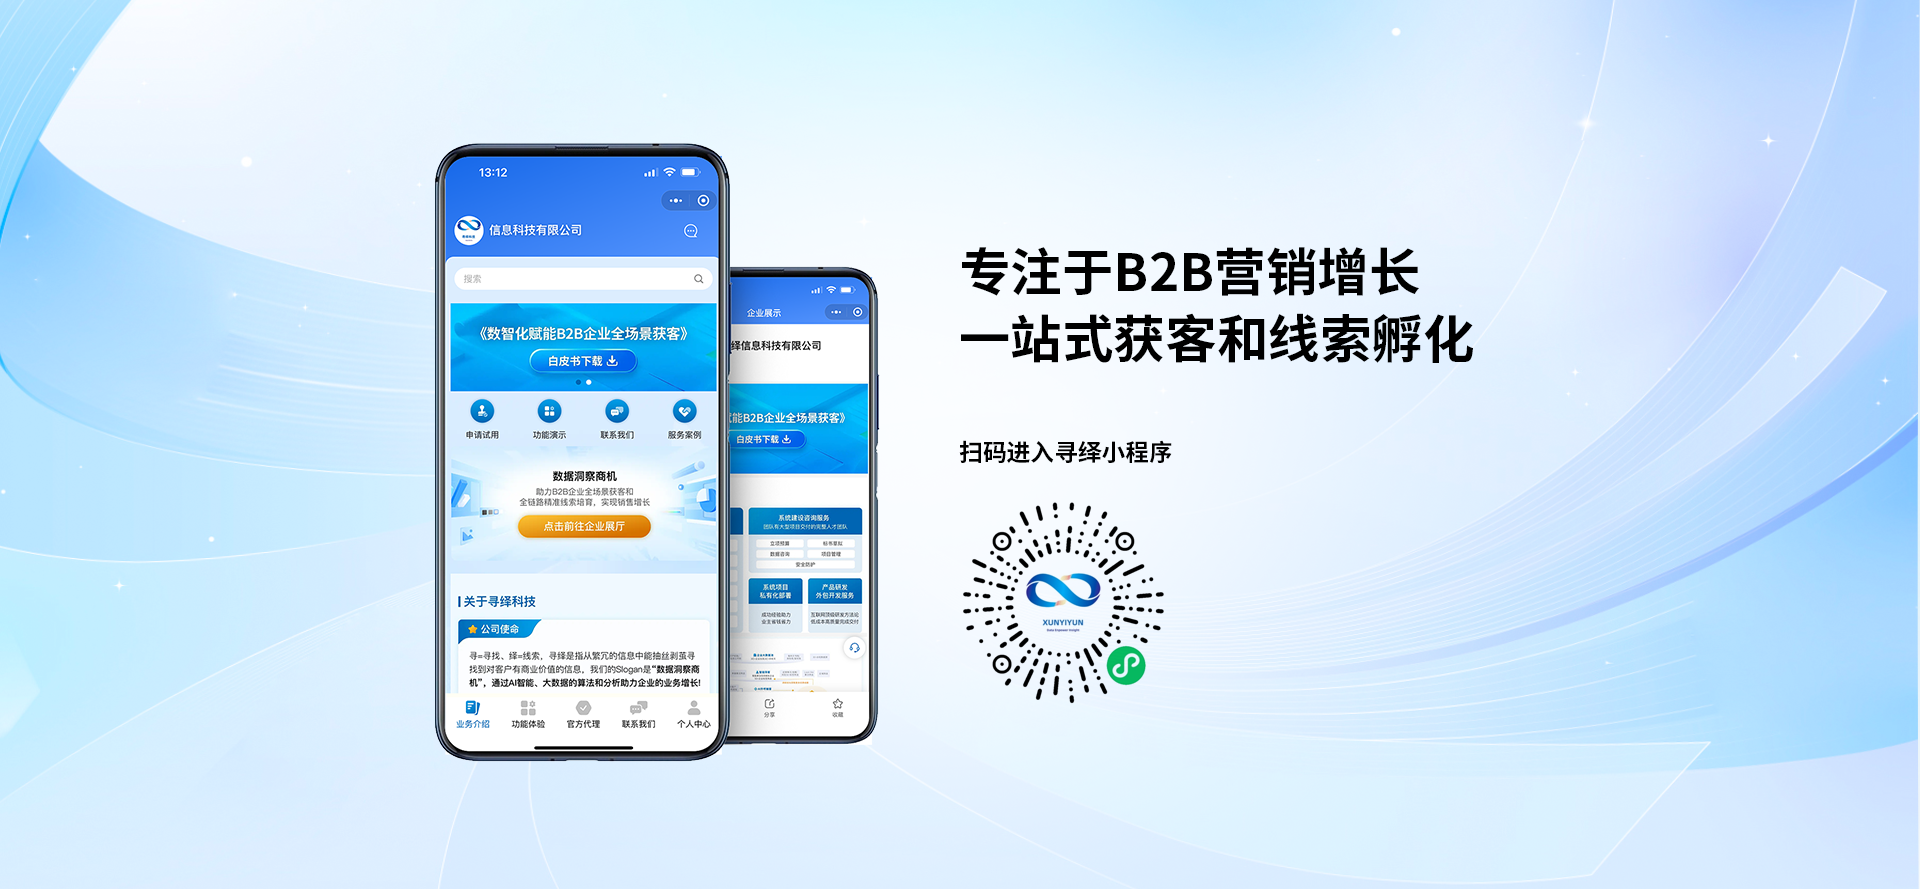 13:12
信息科技有限公司
搜索
《数智化赋能B2B企业全场景获客》
白皮书下载
申请试用
功能演示
联系我们
服务案例
数据洞察商机
助力B2B企业全场景获客和
全链路精准线索培育，实现销售增长
点击前往企业展厅
关于寻绎科技
公司使命
寻=寻找、绎=线索，寻绎是指从繁冗的信息中能抽丝剥茧寻
找到对客户有商业价值的信息，我们的Slogan是“数据洞察商
机”，通过AI智能、大数据的算法和分析助力企业的业务增长!
业务介绍
功能体验
官方代理
联系我们
个人中心
企业展示
绎信息科技有限公司
赋能B2B企业全场景获客》
白皮书下载
系统建设咨询服务
团队有大型项目交付的完整人才团队
立项预算
标书草拟
数据咨询
项目管理
安全防护
系统项目
私有化部署
成功经验助力
业主省钱省力
产品研发
外包开发服务
互联网顶级研发方法论
低成本高质量完成交付
分享
收藏
专注于B2B营销增长
一站式获客和线索孵化
扫码进入寻绎小程序
XUNYIYUN